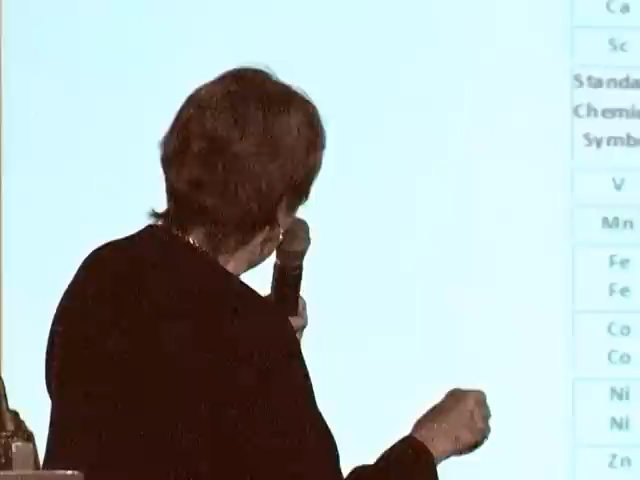 Ca
Sc
Standa
Chemic
Symbo
V
Mn
Fe
Fe
Co
Co
Ni
Ni
Zn